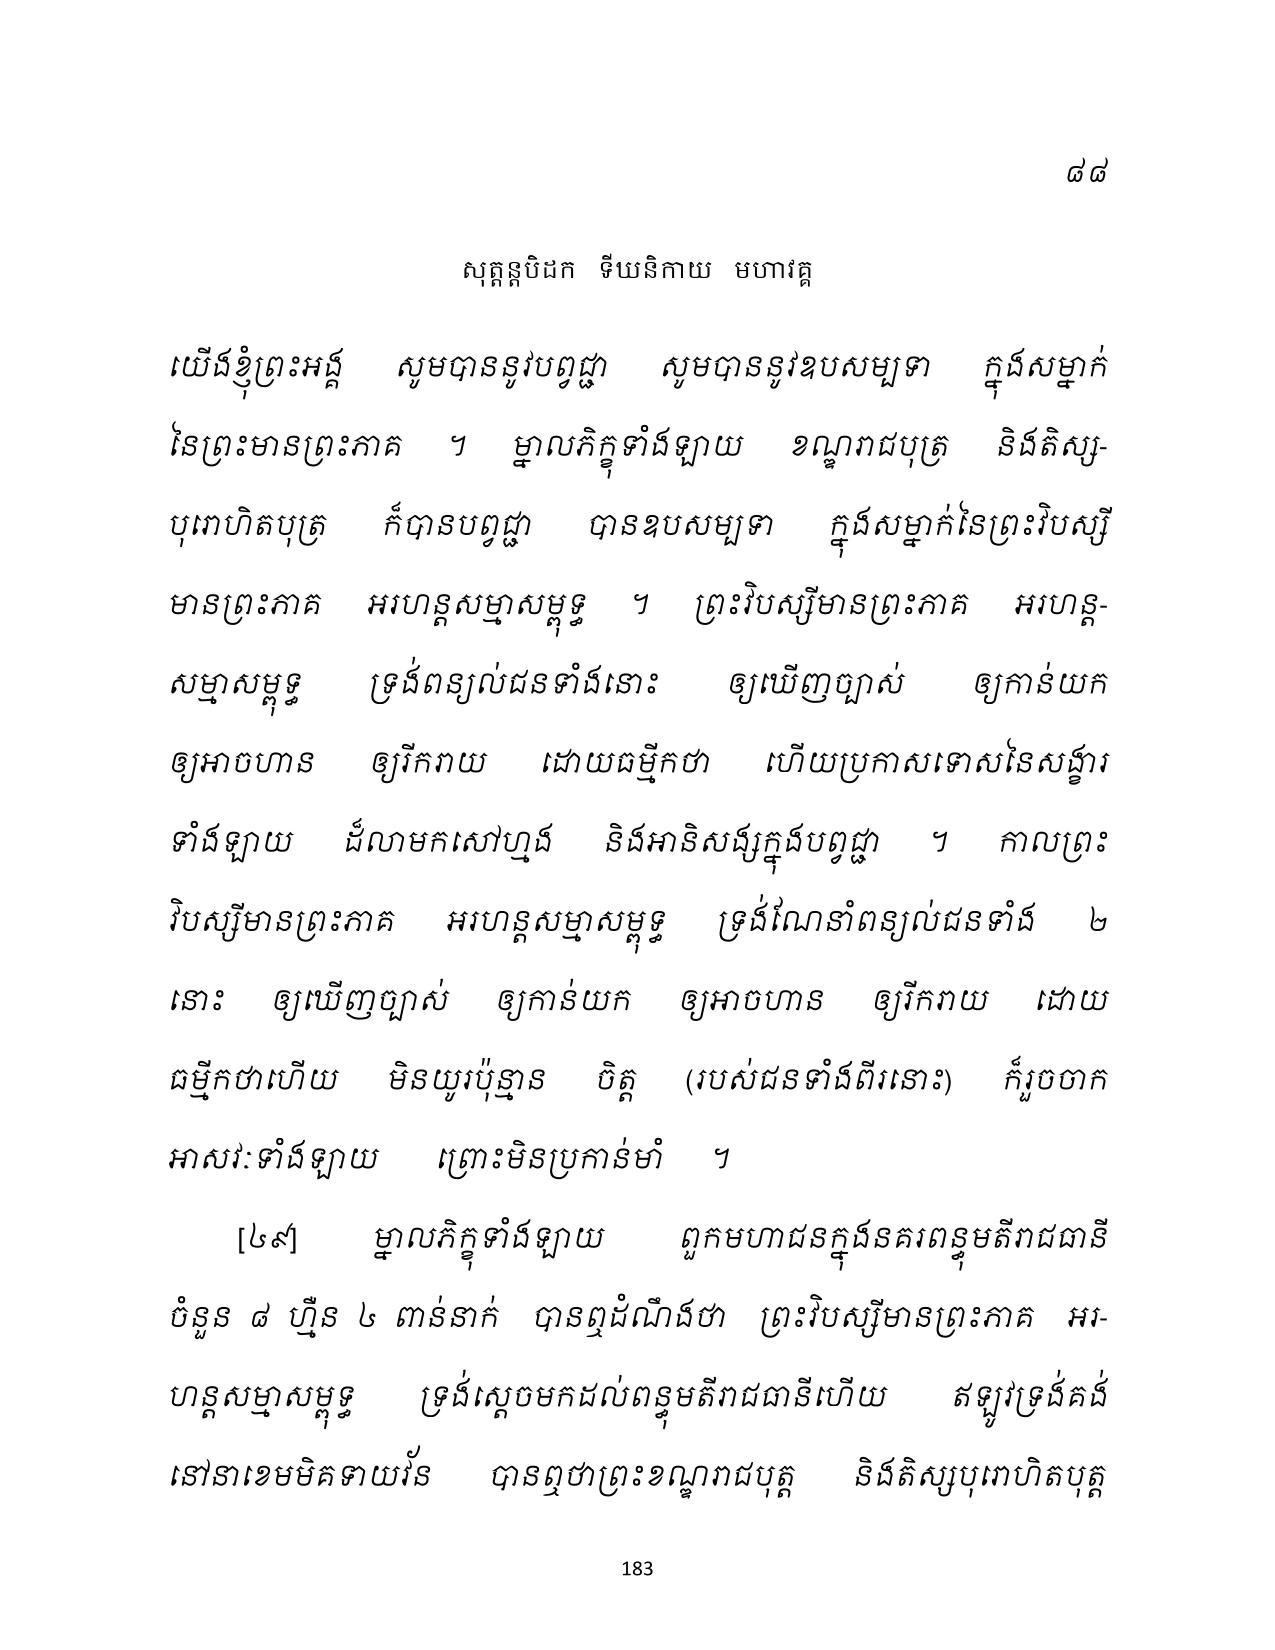 ៨៨
សុត្តន្តបិដក ទីឃនិកាយ មហាវគ្គ
យើងខ្ញុំព្រះអង្គ សូមបាននូវបព្វជ្ជា សូមបាននូវឧបសម្បទា ក្នុងសម្នាក់
នៃព្រះមានព្រះភាគ ។ ម្នាលភិក្ខុទាំងឡាយ ខណ្ឌរាជបុត្រ និងតិស្ស-
បុរោហិតបុត្រ ក៏បានបព្វជ្ជា បានឧបសម្បទា ក្នុងសម្នាក់នៃព្រះវិបស្សី
មានព្រះភាគ អរហន្តសម្មាសម្ពុទ្ធ ។ ព្រះវិបស្សីមានព្រះភាគ អរហន្ត-
សម្មាសម្ពុទ្ធ ទ្រង់ពន្យល់ជនទាំងនោះ ឲ្យឃើញច្បាស់ ឲ្យកាន់យក
ឲ្យអាចហាន ឲ្យរីករាយ ដោយធម្មីកថា ហើយប្រកាសទោសនៃសង្ខារ
ទាំងឡាយ ដ៏លាមកសៅហ្មង និងអានិសង្សក្នុងបព្វជ្ជា ។ កាលព្រះ
វិបស្សីមានព្រះភាគ អរហន្តសម្មាសម្ពុទ្ធ ទ្រង់ណែនាំពន្យល់ជនទាំង ២
នោះ ឲ្យឃើញច្បាស់ ឲ្យកាន់យក ឲ្យអាចហាន ឲ្យរីករាយ ដោយ
ធម្មីកថាហើយ មិនយូរប៉ុន្មាន ចិត្ត (របស់ជនទាំងពីរនោះ) ក៏រួចចាក
អាសវៈទាំងឡាយ ព្រោះមិនប្រកាន់មាំ ។
[៤៩] ម្នាលភិក្ខុទាំងឡាយ ពួកមហាជនក្នុងនគរពន្ធុមតីរាជធានី
ចំនួន ៨ ហ្មឺន ៤ ពាន់នាក់ បានឮដំណឹងថា ព្រះវិបស្សីមានព្រះភាគ អរ-
ហន្តសម្មាសម្ពុទ្ធ ទ្រង់ស្តេចមកដល់ពន្ធុមតីរាជធានីហើយ ឥឡូវទ្រង់គង់
នៅនាខេមមិគទាយវ័ន បានឮថាព្រះខណ្ឌរាជបុត្ត និងតិស្សបុរោហិតបុត្ត
183